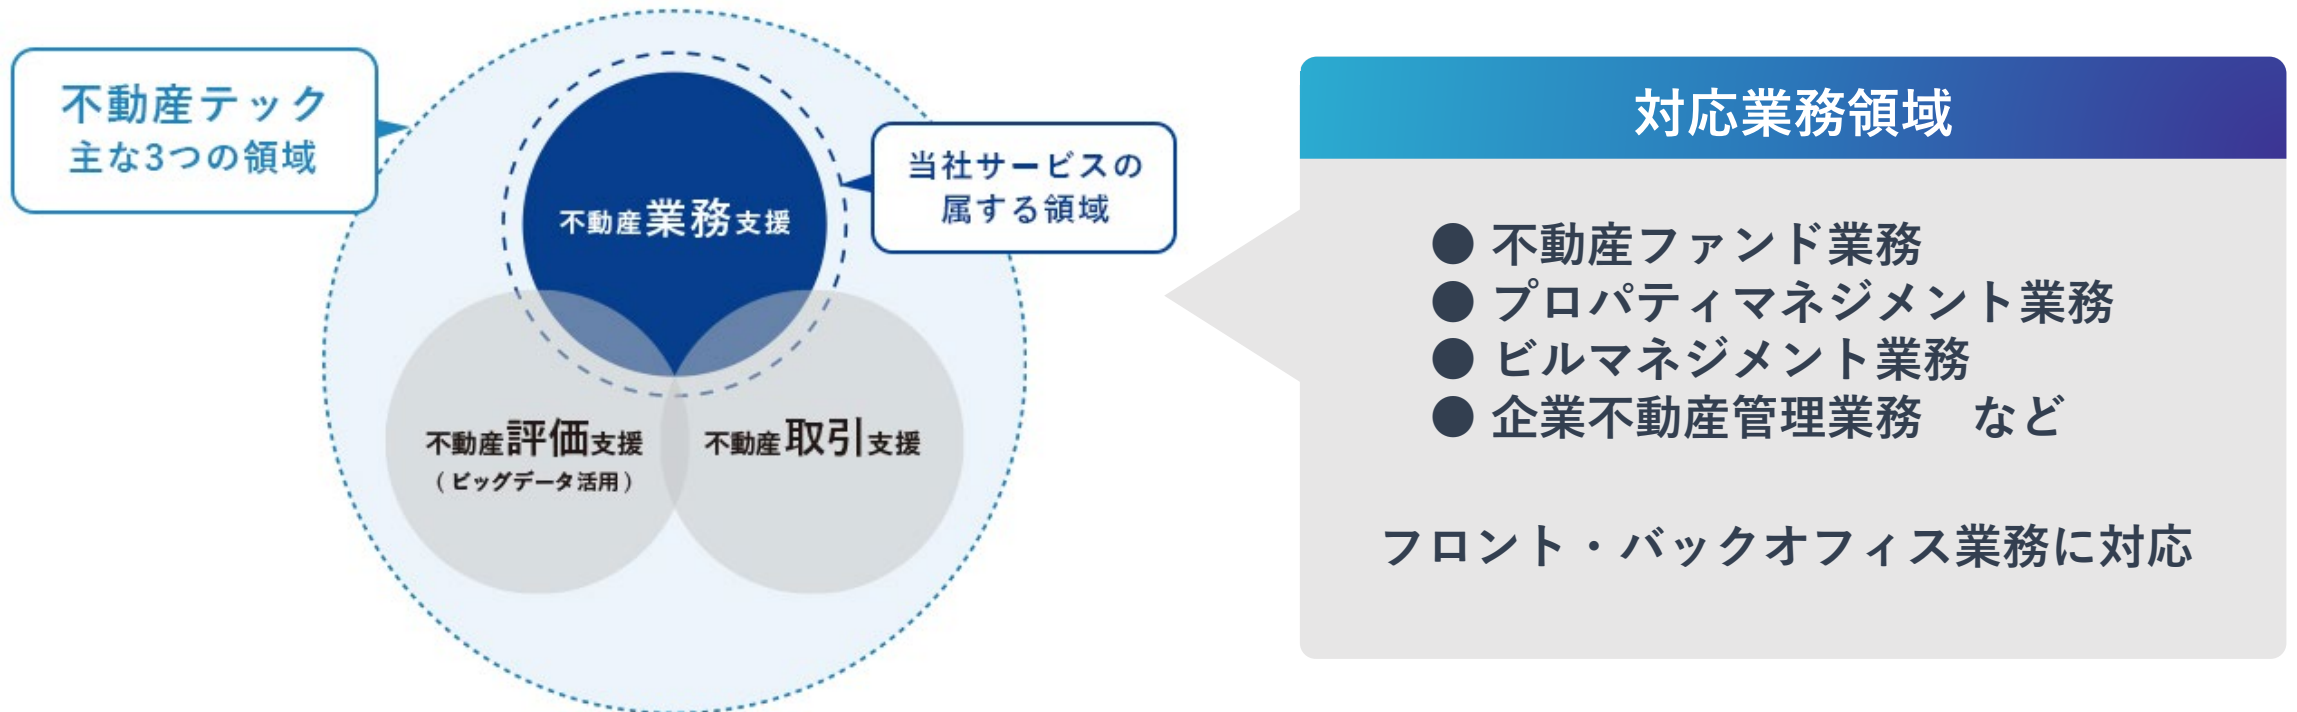 不動産テック
主な3つの領域
不動産業務支援
当社サービスの
属する領域
不動産評価支援
(ビッグデータ活用)
不動産取引支援
対応業務領域
● 不動産ファンド業務
● プロパティマネジメント業務
● ビルマネジメント業務
● 企業不動産管理業務　など
フロント・バックオフィス業務に対応